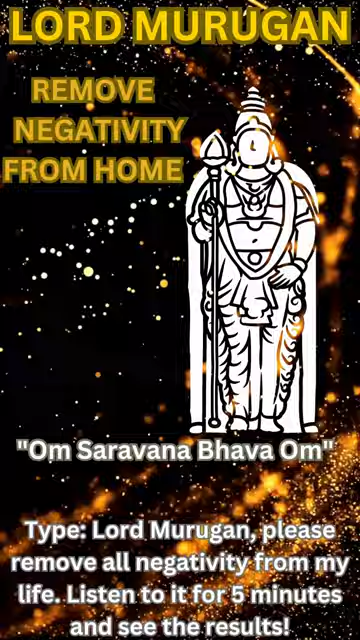 LORD MURUGAN
REMOVE
NEGATIVITY
FROM HOME
"Om Saravana Bhava Om"
Type: Lord Murugan, please
remove all negativity from my
life. Listen to it for 5 minutes
and see the results!